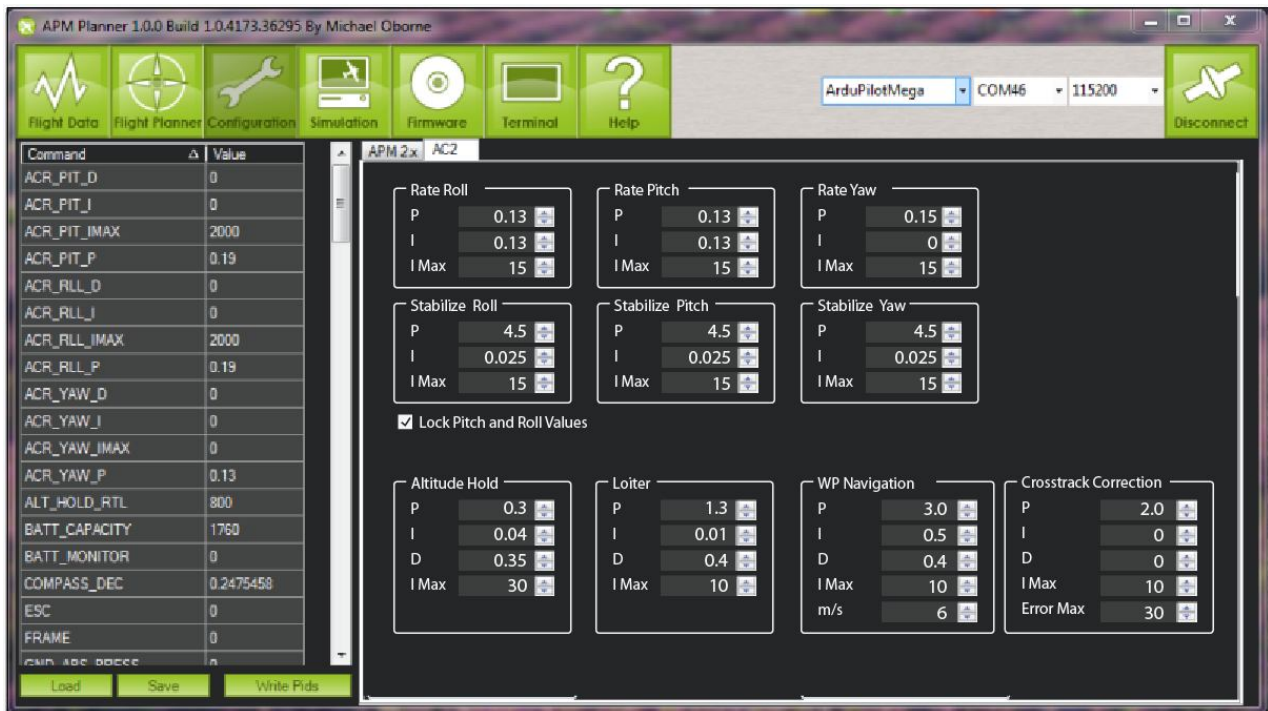 APM Planner 1.0.0 Build 1.0.4173.36295 By Michael Oborne
Flight Data Flight Planner Configuration Simulation Firmware Terminal Help
ArduPilotMega COM46 115200
Disconnect
Command Value
ACR_PIT_D 0
ACR_PIT_I 0
ACR_PIT_IMAX 2000
ACR_PIT_P 0.19
ACR_RLL_D 0
ACR_RLL_I 0
ACR_RLL_IMAX 2000
ACR_RLL_P 0.19
ACR_YAW_D 0
ACR_YAW_I 0
ACR_YAW_IMAX 0
ACR_YAW_P 0.13
ALT_HOLD_RTL 800
BATT_CAPACITY 1760
BATT_MONITOR 0
COMPASS_DEC 0.2475458
ESC 0
FRAME 0
GND_ABS_PRESS 0
Load Save Write Pids
APM 2.x AC2
Rate Roll
P 0.13
I 0.13
I Max 15
Rate Pitch
P 0.13
I 0.13
I Max 15
Rate Yaw
P 0.15
I 0
I Max 15
Stabilize Roll
P 4.5
I 0.025
I Max 15
Stabilize Pitch
P 4.5
I 0.025
I Max 15
Stabilize Yaw
P 4.5
I 0.025
I Max 15
Lock Pitch and Roll Values
Altitude Hold
P 0.3
I 0.04
D 0.35
I Max 30
Loiter
P 1.3
I 0.01
D 0.4
I Max 10
WP Navigation
P 3.0
I 0.5
D 0.4
I Max 10
m/s 6
Crosstrack Correction
P 2.0
I 0
D 0
I Max 10
Error Max 30